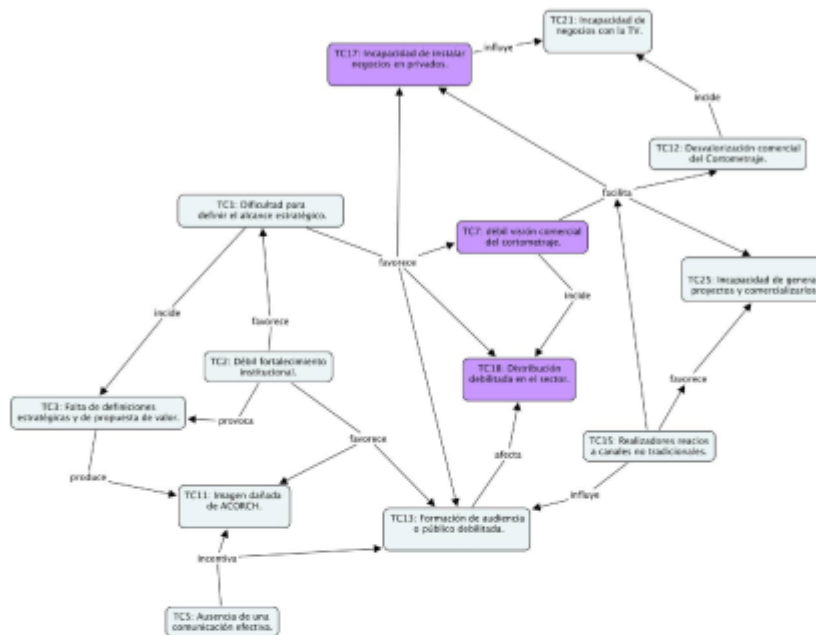 TC21: Incapacidad de
negocios con la TV.
TC17: Incapacidad de instalar
negocios en privados.
influye
incide
TC12: Desvalorización comercial
del Cortometraje.
facilita
TC1: Dificultad para
definir el alcance estratégico.
TC7: débil visión comercial
del cortometraje.
favorece
TC25: Incapacidad de genera
proyectos y comercializarlos
incide
incide
favorece
TC2: Débil fortalecimiento
institucional.
TC18: Distribución
debilitada en el sector.
favorece
TC3: Falta de definiciones
estratégicas y de propuesta de valor.
provoca
favorece
TC15: Realizadores reacios
a canales no tradicionales.
afecta
produce
TC11: Imagen dañada
de ACORCH.
influye
TC13: Formación de audiencia
o público debilitada.
incentiva
TC5: Ausencia de una
comunicación efectiva.